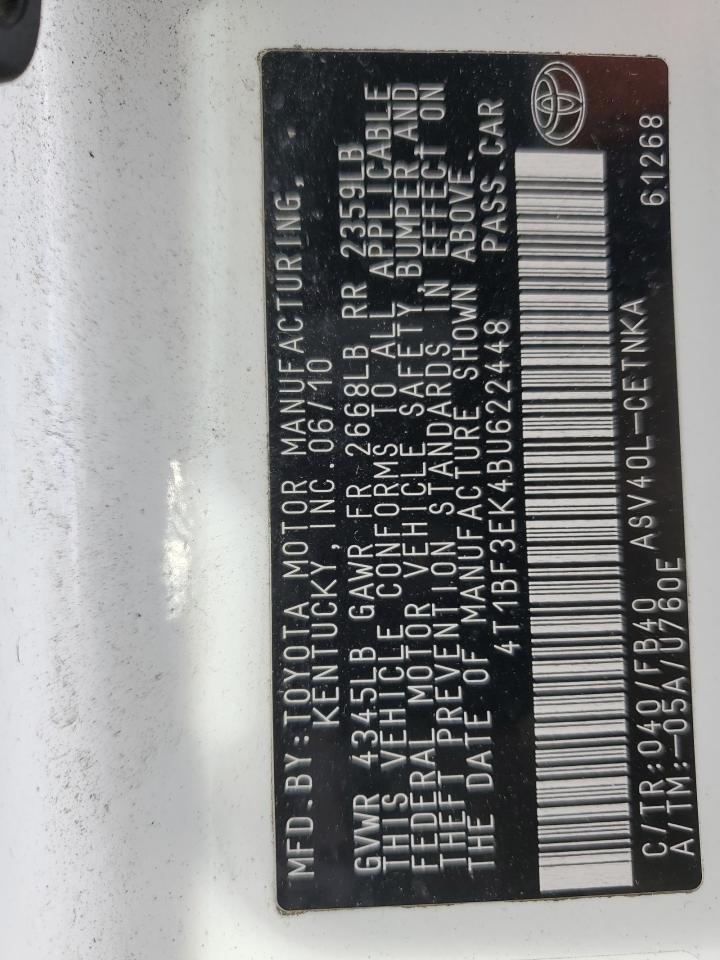 MFD.BY:TOYOTA MOTOR MANUFACTURING,
KENTUCKY, INC.06/10
GVWR 4345LB GAWR FR 2668LB RR 2359LB
THIS VEHICLE CONFORMS TO ALL APPLICABLE
FEDERAL MOTOR VEHICLE SAFETY, BUMPER,AND
THEFT PREVENTION STANDARDS IN EFFECT ON
THE DATE OF MANUFACTURE SHOWN ABOVE.
4T1BF3EK4BU622448 PASS.CAR
C/TR:040/FB40 ASV40L-CETNKA 61268
A/TM:-05A/U760E